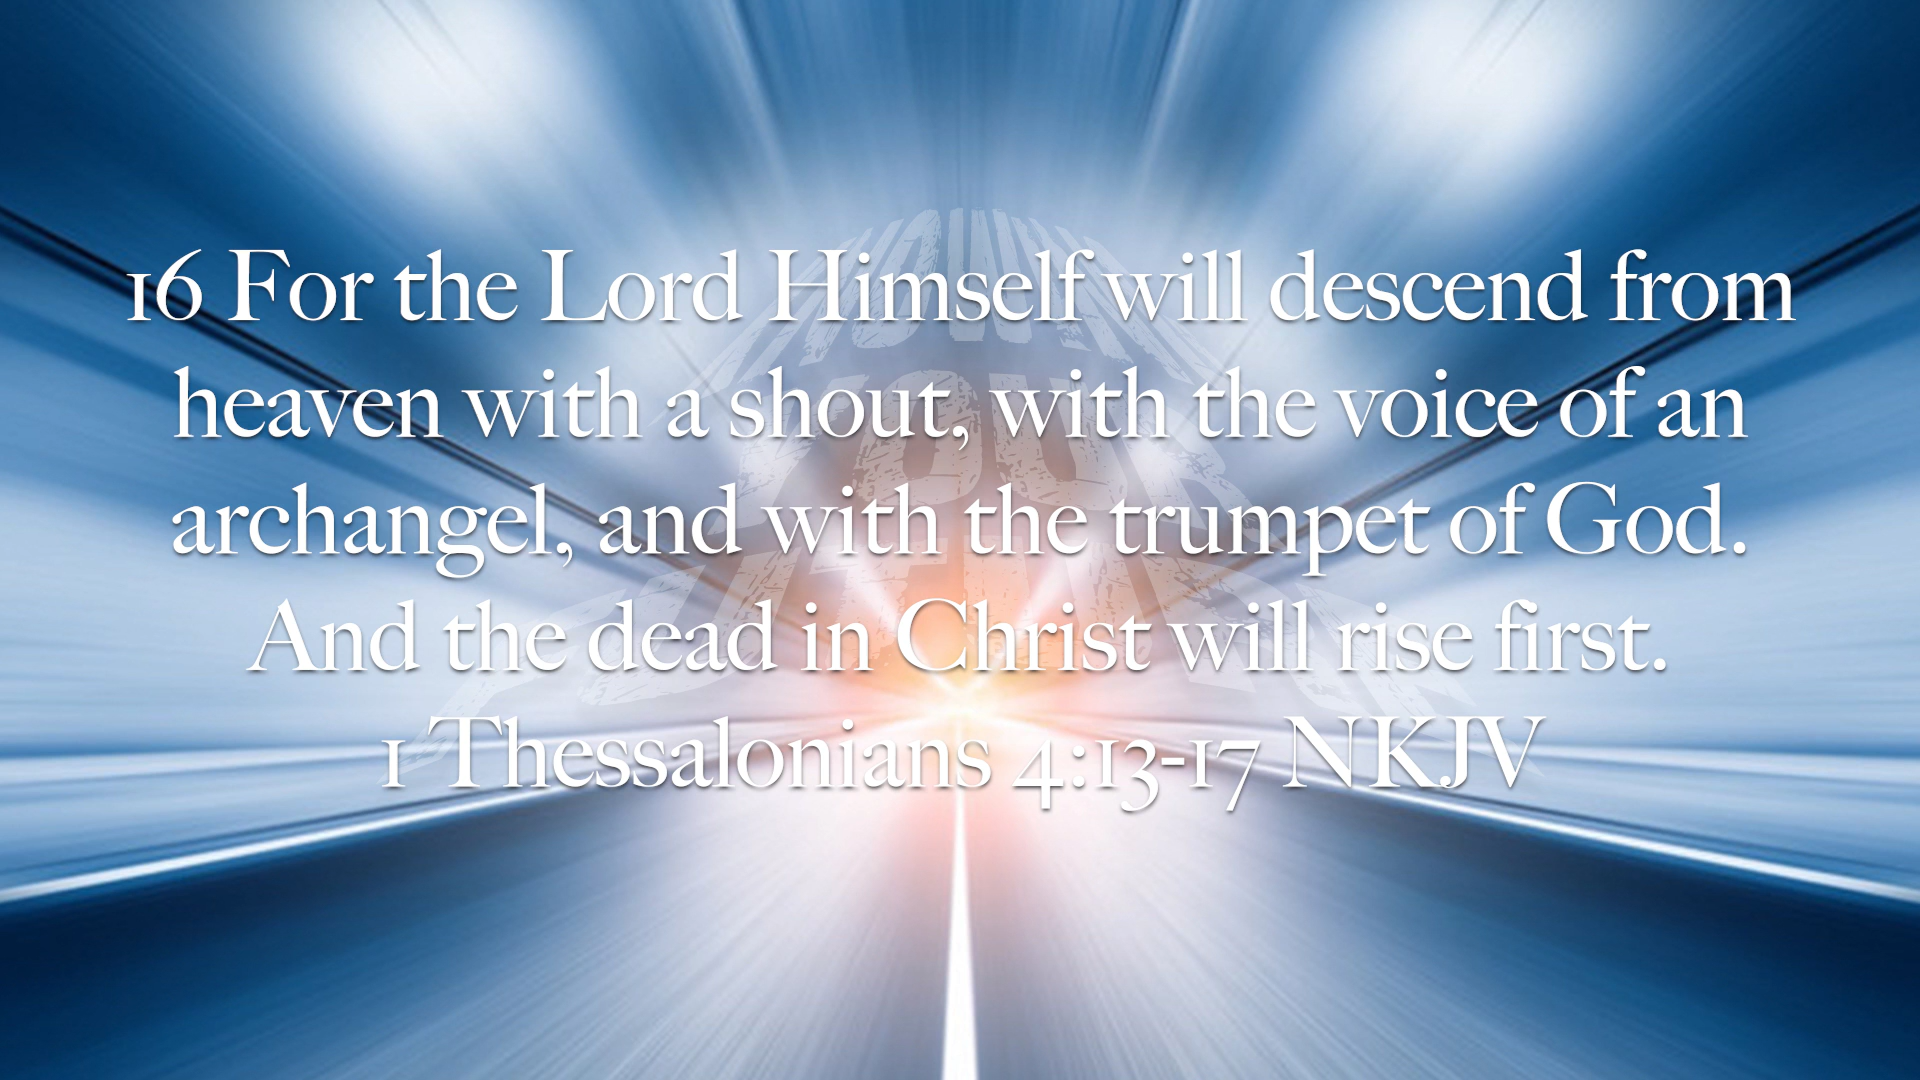 16 For the Lord Himself will descend from
heaven with a shout, with the voice of an
archangel, and with the trumpet of God.
And the dead in Christ will rise first.
1 Thessalonians 4:13-17 NKJV
YOUR